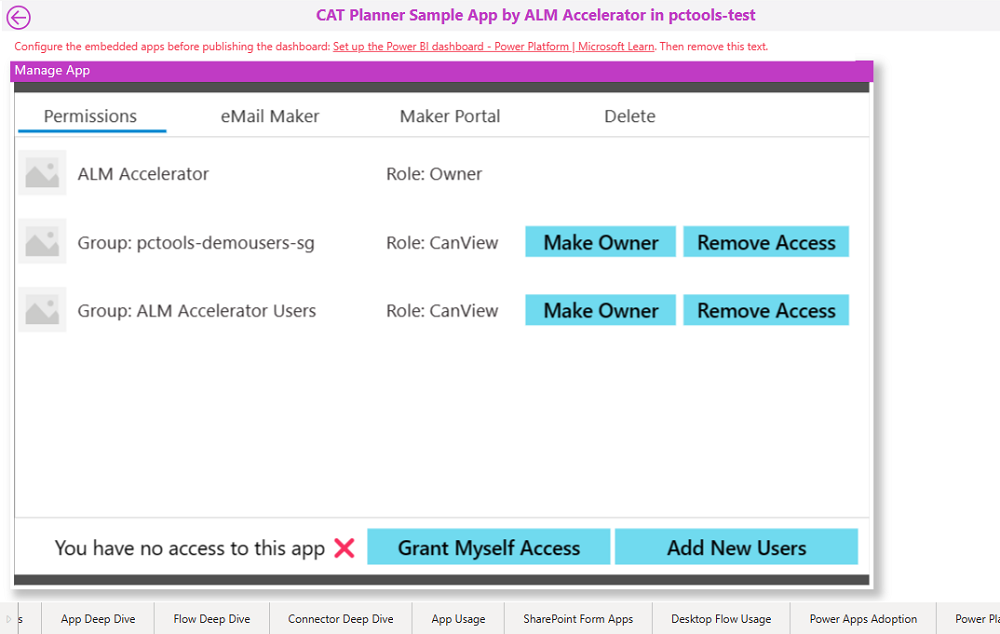 CAT Planner Sample App by ALM Accelerator in pctools-test
Configure the embedded apps before publishing the dashboard: Set up the Power BI dashboard - Power Platform | Microsoft Learn. Then remove this text.
Manage App
Permissions eMail Maker Maker Portal Delete
ALM Accelerator Role: Owner
Group: pctools-demousers-sg Role: CanView Make Owner Remove Access
Group: ALM Accelerator Users Role: CanView Make Owner Remove Access
You have no access to this app Grant Myself Access Add New Users
s App Deep Dive Flow Deep Dive Connector Deep Dive App Usage SharePoint Form Apps Desktop Flow Usage Power Apps Adoption Power Pla